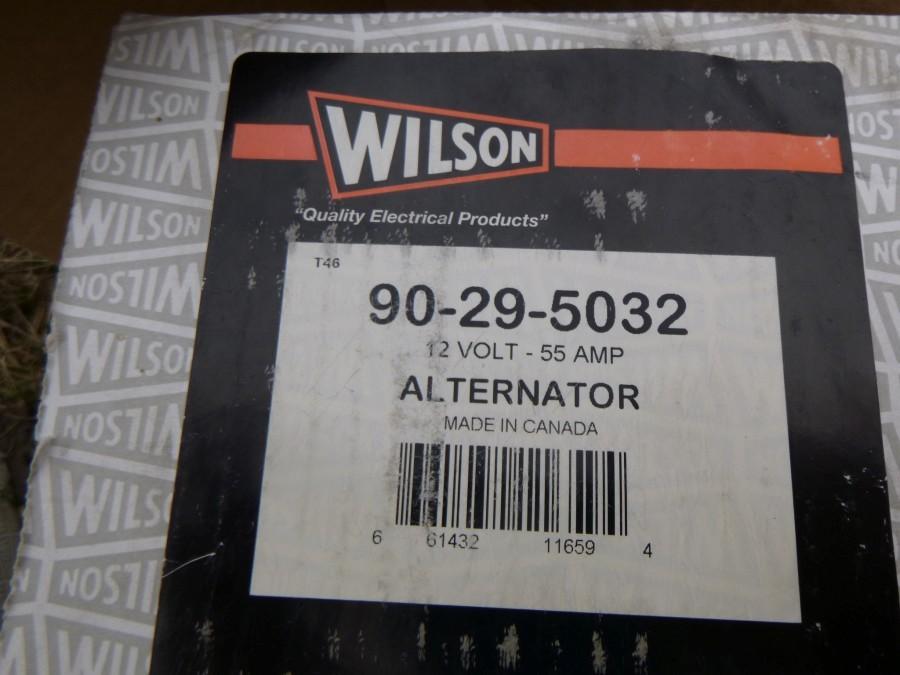 WILSON
"Quality Electrical Products"
T46
90-29-5032
12 VOLT - 55 AMP
ALTERNATOR
MADE IN CANADA
6 61432 11659 4